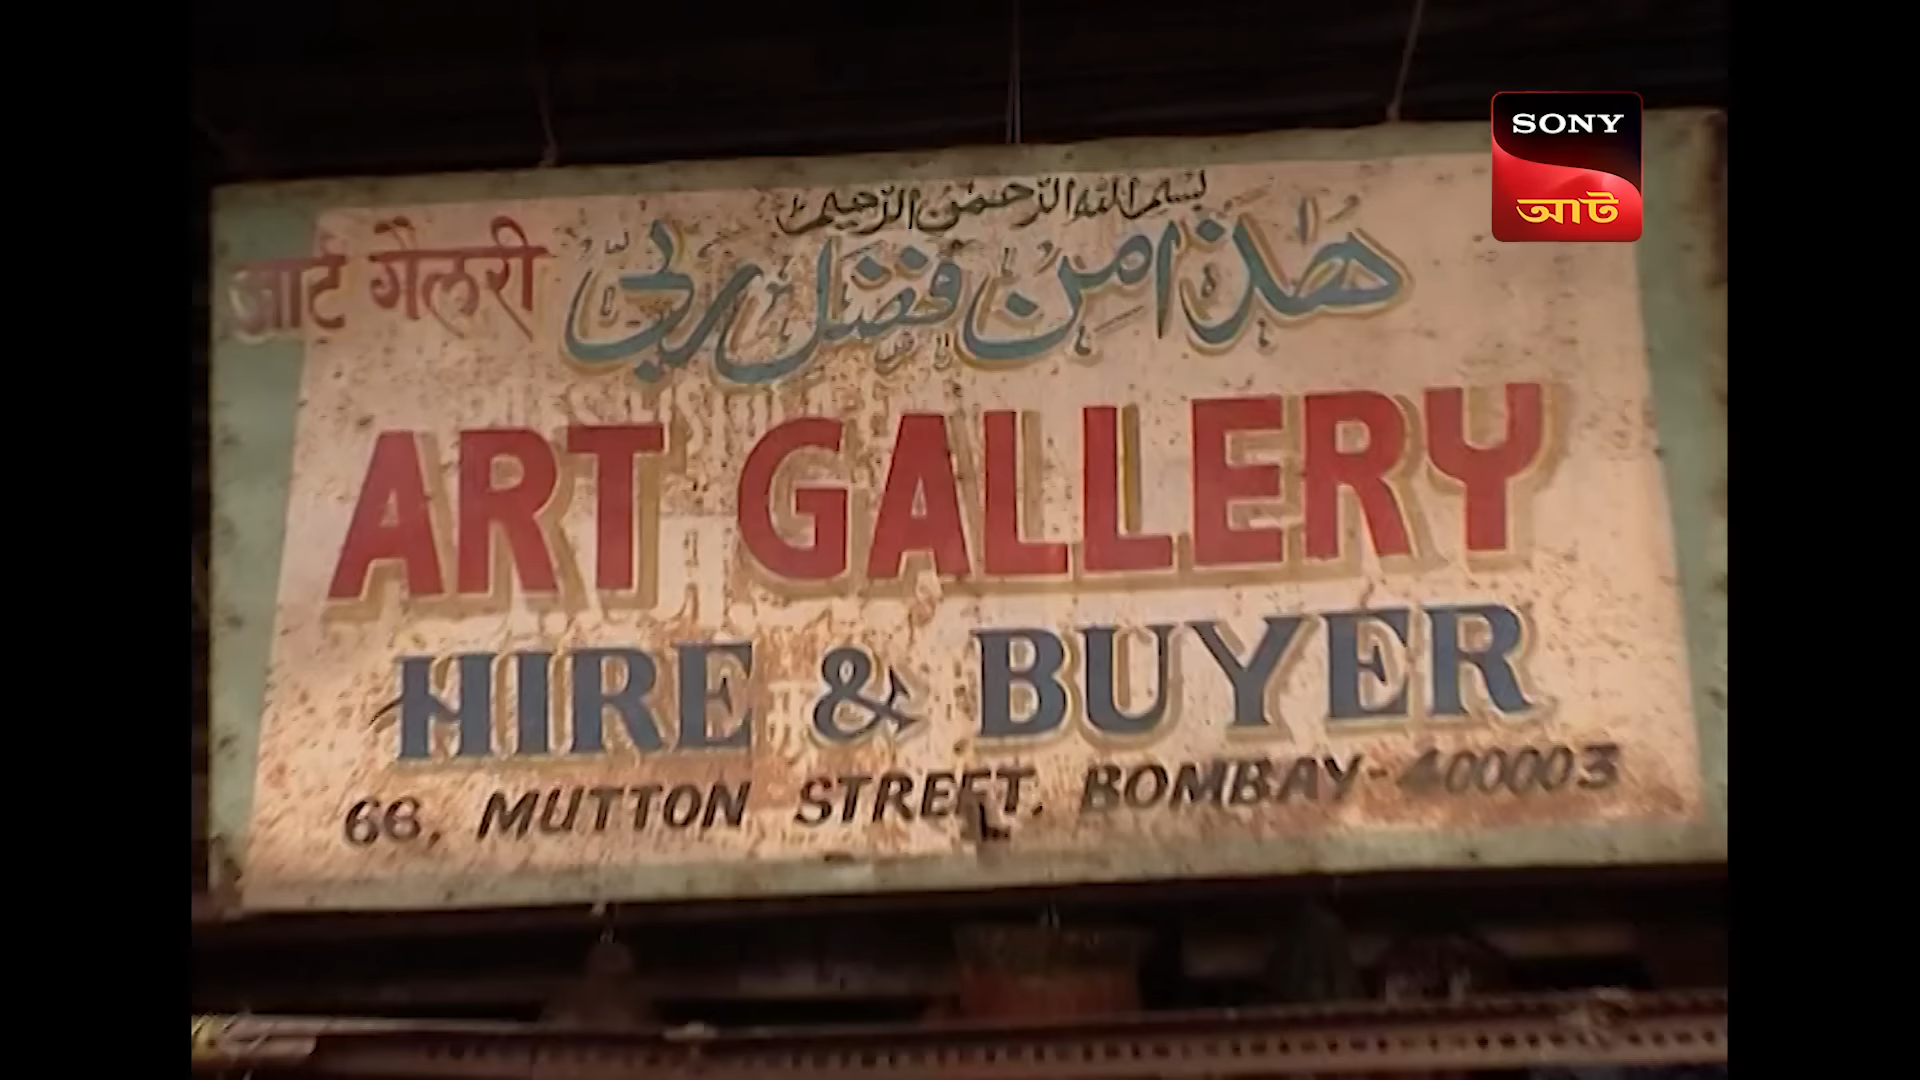 SONY
আট
بسم الله الرحمن الرحيم
आर्ट गैलरी
هذا من فضل ربي
ART GALLERY
HIRE & BUYER
66, MUTTON STREET, BOMBAY-400003